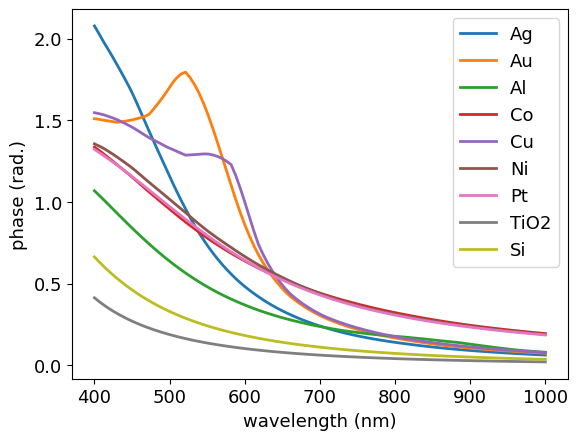 2.0
1.5
1.0
0.5
0.0
phase (rad.)
400 500 600 700 800 900 1000
wavelength (nm)
Ag
Au
Al
Co
Cu
Ni
Pt
TiO2
Si